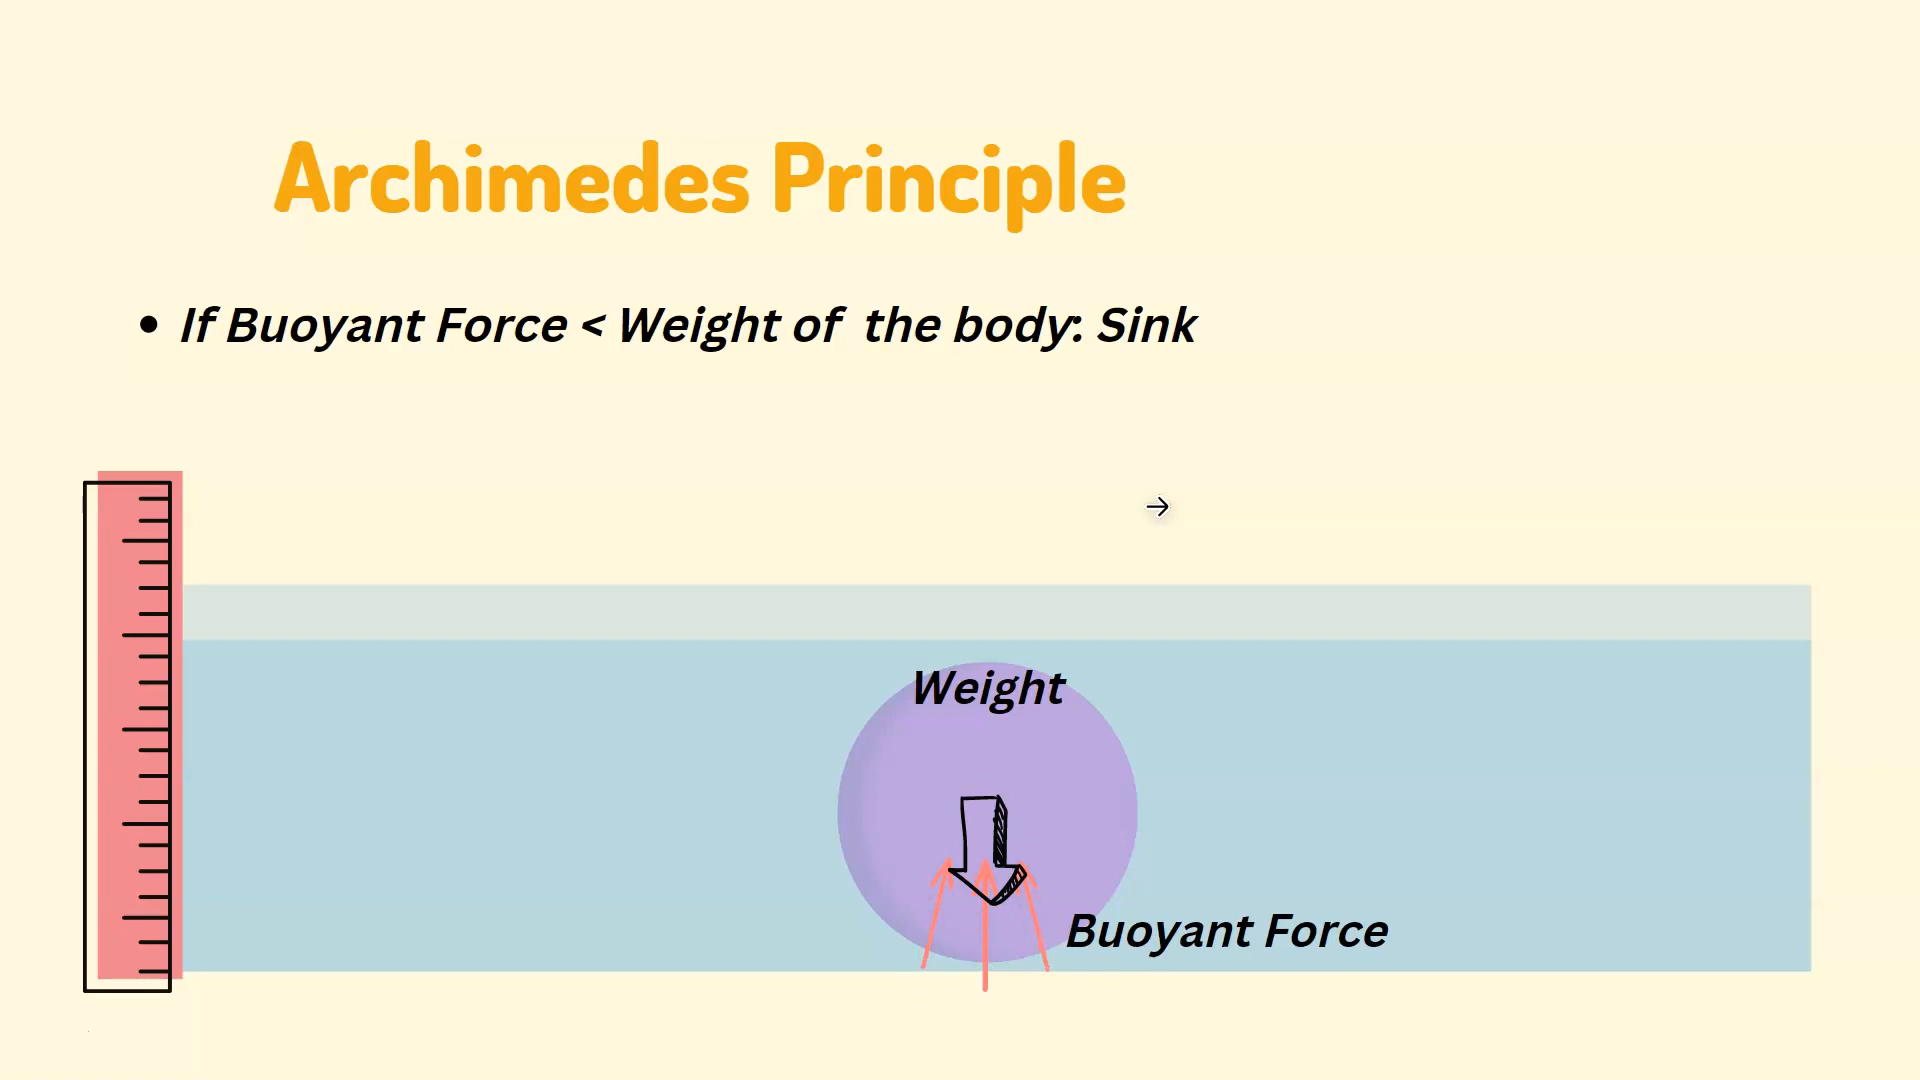 Archimedes Principle
• If Buoyant Force < Weight of the body: Sink
Weight
Buoyant Force